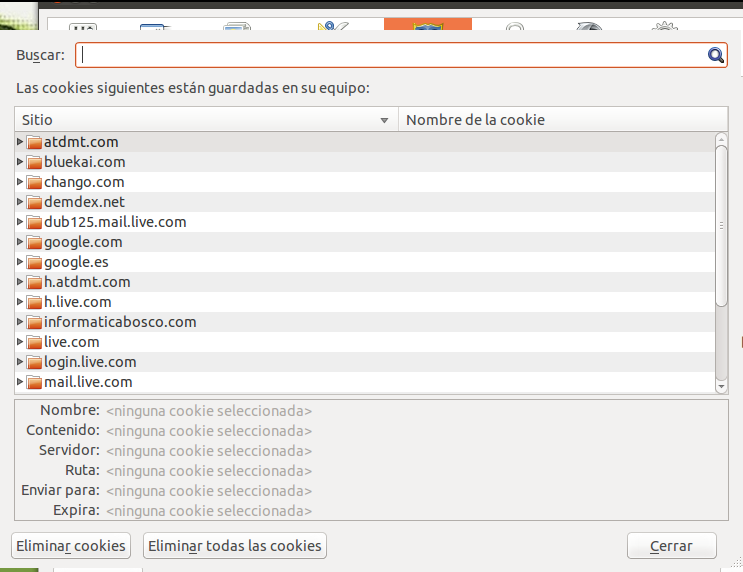 Buscar:
Las cookies siguientes están guardadas en su equipo:
Sitio Nombre de la cookie
atdmt.com
bluekai.com
chango.com
demdex.net
dub125.mail.live.com
google.com
google.es
h.atdmt.com
h.live.com
informaticabosco.com
live.com
login.live.com
mail.live.com
Nombre: <ninguna cookie seleccionada>
Contenido: <ninguna cookie seleccionada>
Servidor: <ninguna cookie seleccionada>
Ruta: <ninguna cookie seleccionada>
Enviar para: <ninguna cookie seleccionada>
Expira: <ninguna cookie seleccionada>
Eliminar cookies Eliminar todas las cookies Cerrar